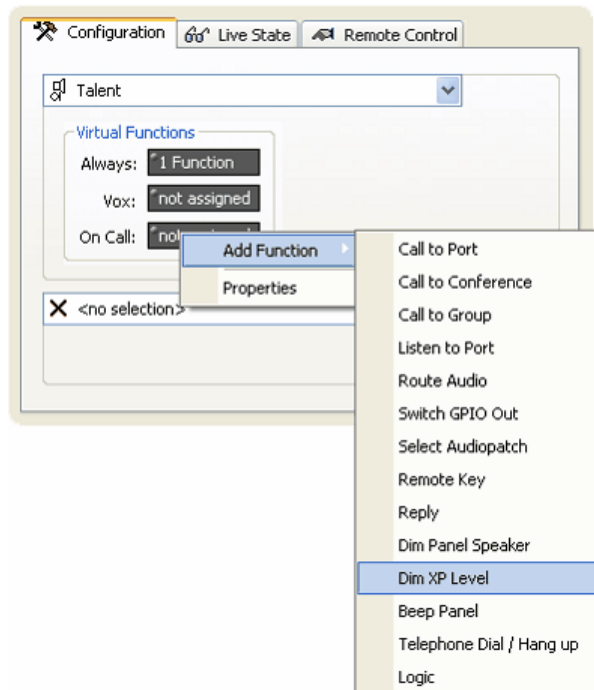 Configuration Live State Remote Control
Talent
Virtual Functions
Always: 1 Function
Vox: not assigned
On Call:
Add Function
Properties
<no selection>
Call to Port
Call to Conference
Call to Group
Listen to Port
Route Audio
Switch GPIO Out
Select Audiopatch
Remote Key
Reply
Dim Panel Speaker
Dim XP Level
Beep Panel
Telephone Dial / Hang up
Logic